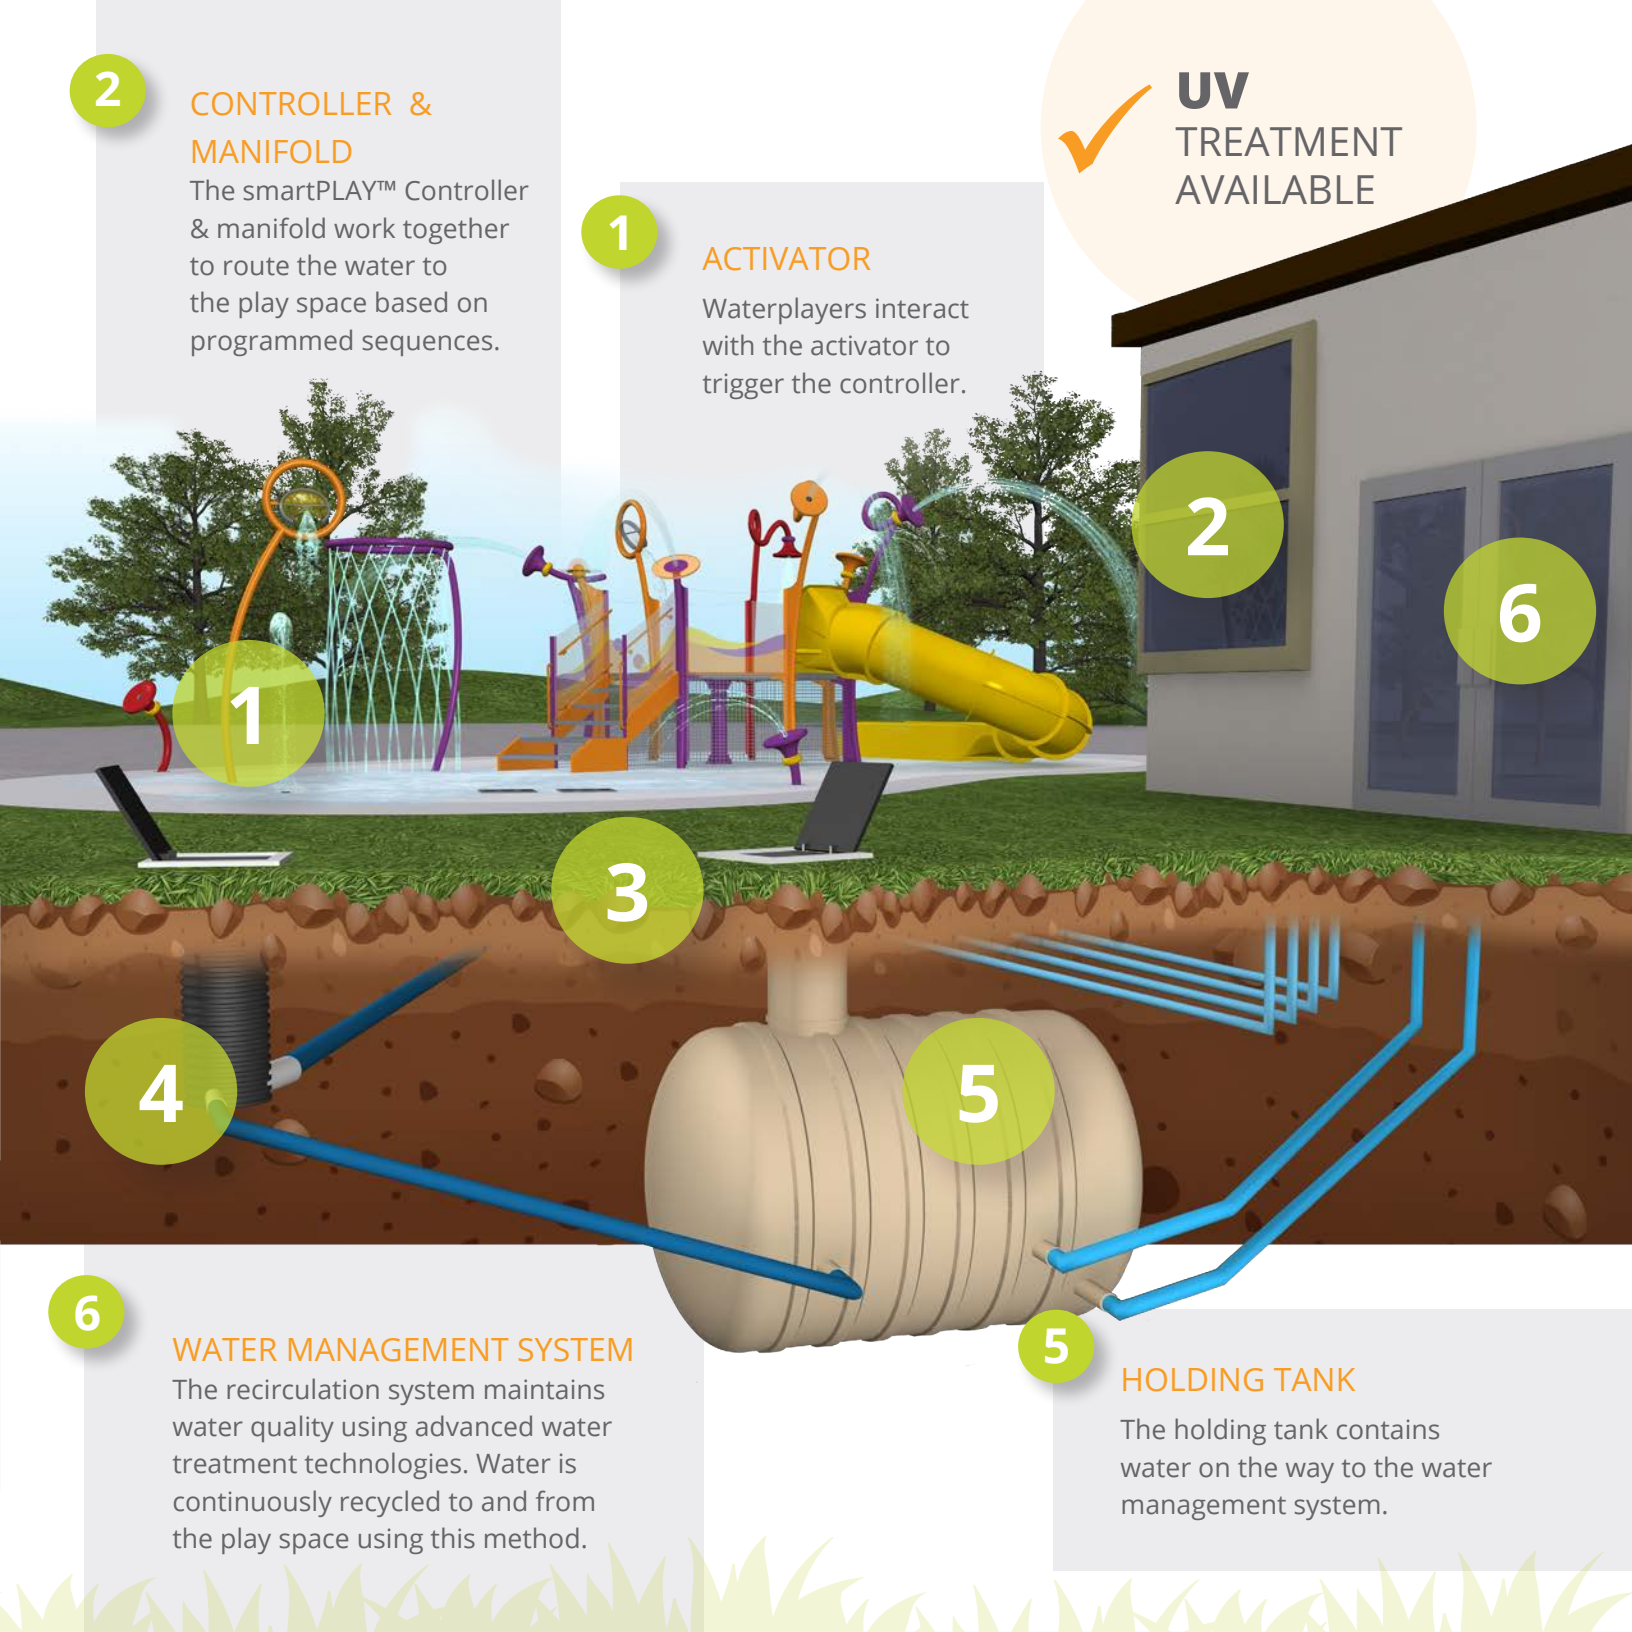 2
CONTROLLER &
MANIFOLD
The smartPLAY™ Controller
& manifold work together
to route the water to
the play space based on
programmed sequences.
1
ACTIVATOR
Waterplayers interact
with the activator to
trigger the controller.
UV
TREATMENT
AVAILABLE
2
6
1
3
4
5
6
WATER MANAGEMENT SYSTEM
The recirculation system maintains
water quality using advanced water
treatment technologies. Water is
continuously recycled to and from
the play space using this method.
5
HOLDING TANK
The holding tank contains
water on the way to the water
management system.